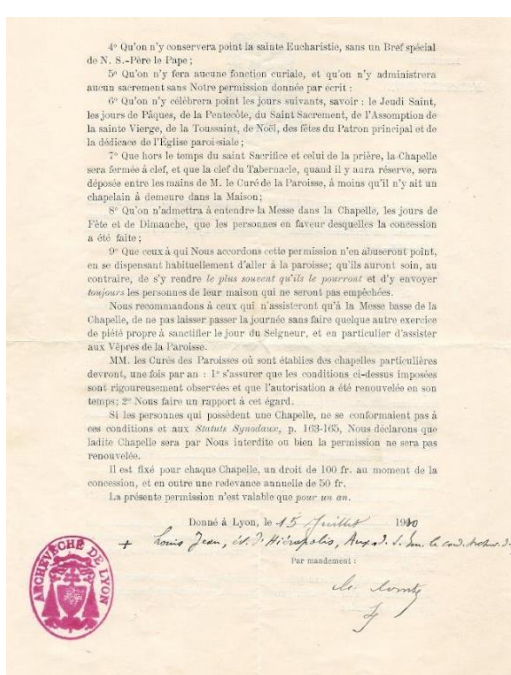 4° Qu'on n'y conservera point la sainte Eucharistie, sans un Bref spécial
de N. S.-Père le Pape ;
5° Qu'on n'y fera aucune fonction curiale, et qu'on n'y administrera
aucun sacrement sans Notre permission donnée par écrit :
6° Qu'on n'y célèbrera point les jours suivants, savoir : le Jeudi Saint,
les jours de Pâques, de la Pentecôte, du Saint Sacrement, de l'Assomption de
la sainte Vierge, de la Toussaint, de Noël, des fêtes du Patron principal et de
la dédicace de l'Église paroissiale ;
7° Que hors le temps du saint Sacrifice et celui de la prière, la Chapelle
sera fermée à clef, et que la clef du Tabernacle, quand il y aura réserve, sera
déposée entre les mains de M. le Curé de la Paroisse, à moins qu'il n'y ait un
chapelain à demeure dans la Maison ;
8° Qu'on n'admettra à entendre la Messe dans la Chapelle, les jours de
Fête et de Dimanche, que les personnes en faveur desquelles la concession
a été faite ;
9° Que ceux à qui Nous accordons cette permission n'en abuseront point,
en se dispensant habituellement d'aller à la paroisse ; qu'ils auront soin, au
contraire, de s'y rendre le plus souvent qu'ils le pourront et d'y envoyer
toujours les personnes de leur maison qui ne seront pas empêchées.
Nous recommandons à ceux qui n'assisteront qu'à la Messe basse de la
Chapelle, de ne pas laisser passer la journée sans faire quelque autre exercice
de piété propre à sanctifier le jour du Seigneur, et en particulier d'assister
aux Vêpres de la Paroisse.
MM. les Curés des Paroisses où sont établies des chapelles particulières
devront, une fois par an : 1° s'assurer que les conditions ci-dessus imposées
sont rigoureusement observées et que l'autorisation a été renouvelée en son
temps ; 2° Nous faire un rapport à cet égard.
Si les personnes qui possèdent une Chapelle, ne se conformaient pas à
ces conditions et aux Statuts Synodaux, p. 163-165, Nous déclarons que
ladite Chapelle sera par Nous interdite ou bien la permission ne sera pas
renouvelée.
Il est fixé pour chaque Chapelle, un droit de 100 fr. au moment de la
concession, et en outre une redevance annuelle de 50 fr.
La présente permission n'est valable que pour un an.
Donné à Lyon, le 15 Juillet 1910
+ Louis Jean, év. d'Hiérapolis, Aux
Par mandement :
ARCHEVÊCHÉ DE LYON